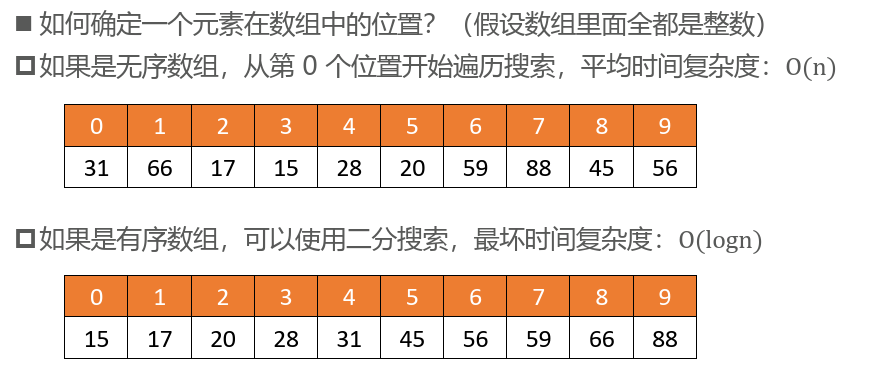 ■ 如何确定一个元素在数组中的位置？（假设数组里面全都是整数）
□ 如果是无序数组，从第 0 个位置开始遍历搜索，平均时间复杂度：O(n)
0 1 2 3 4 5 6 7 8 9
31 66 17 15 28 20 59 88 45 56
□ 如果是有序数组，可以使用二分搜索，最坏时间复杂度：O(logn)
0 1 2 3 4 5 6 7 8 9
15 17 20 28 31 45 56 59 66 88